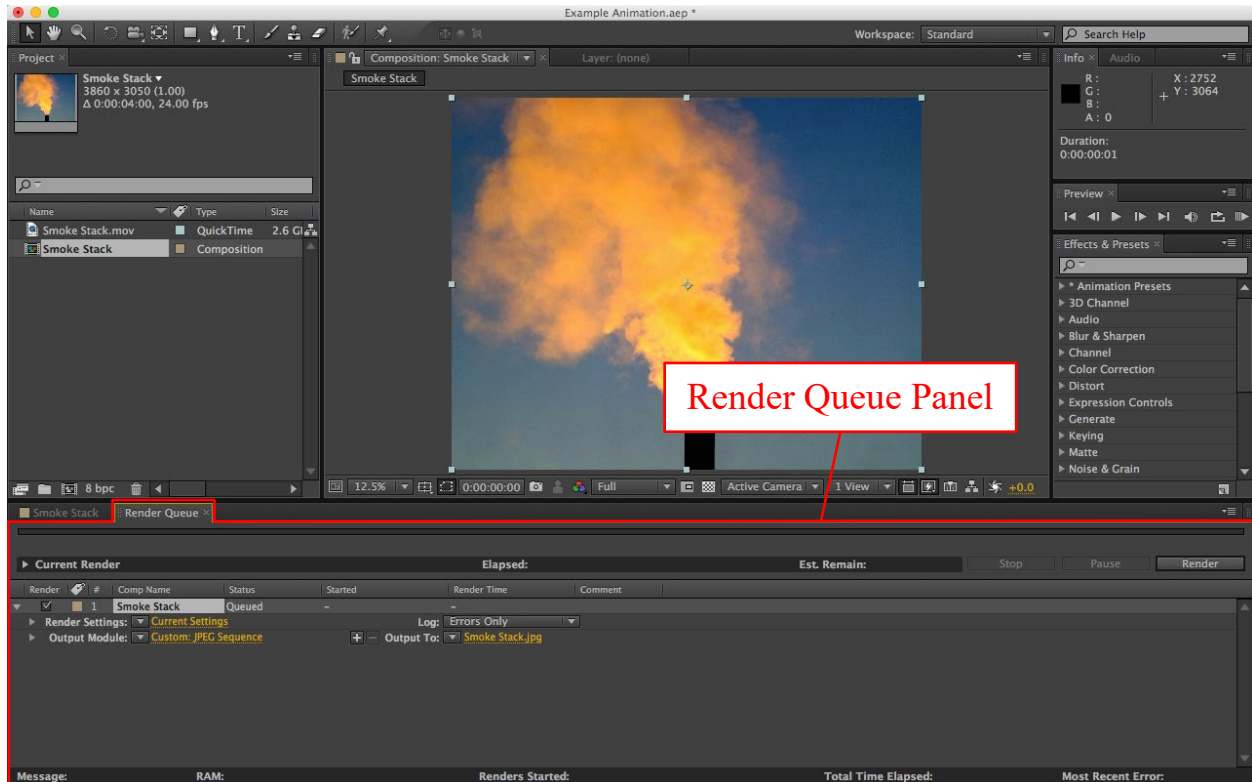 Example Animation.aep *
Workspace: Standard
Search Help
Project
Smoke Stack
3860 x 3050 (1.00)
Δ 0:00:04:00, 24.00 fps
Name Type Size
Smoke Stack.mov QuickTime 2.6 G
Smoke Stack Composition
8 bpc
Composition: Smoke Stack
Layer: (none)
Smoke Stack
Render Queue Panel
12.5% 0:00:00:00 Full Active Camera 1 View +0.0
Info Audio
R : X : 2752
G : + Y : 3064
B :
A : 0
Duration:
0:00:00:01
Preview
Effects & Presets
* Animation Presets
3D Channel
Audio
Blur & Sharpen
Channel
Color Correction
Distort
Expression Controls
Generate
Keying
Matte
Noise & Grain
Smoke Stack Render Queue
Current Render Elapsed: Est. Remain: Stop Pause Render
Render # Comp Name Status Started Render Time Comment
1 Smoke Stack Queued - -
Render Settings: Current Settings Log: Errors Only
Output Module: Custom: JPEG Sequence + - Output To: Smoke Stack.jpg
Message: RAM: Renders Started: Total Time Elapsed: Most Recent Error: